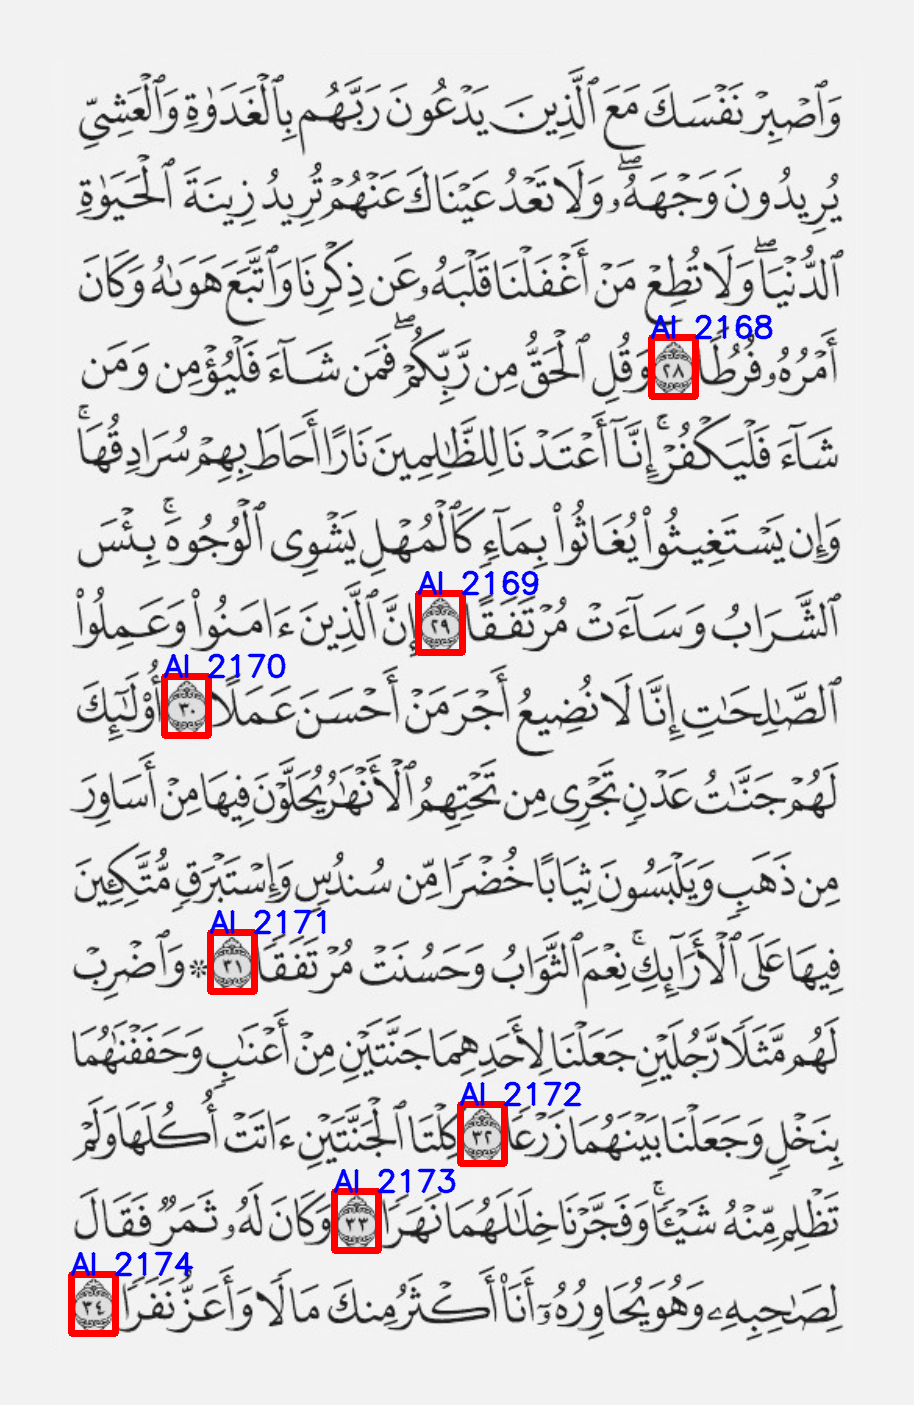 وَٱصْبِرْ نَفْسَكَ مَعَ ٱلَّذِينَ يَدْعُونَ رَبَّهُم بِٱلْغَدَوٰةِ وَٱلْعَشِىِّ
يُرِيدُونَ وَجْهَهُۥۖ وَلَا تَعْدُ عَيْنَاكَ عَنْهُمْ تُرِيدُ زِينَةَ ٱلْحَيَوٰةِ
ٱلدُّنْيَاۖ وَلَا تُطِعْ مَنْ أَغْفَلْنَا قَلْبَهُۥ عَن ذِكْرِنَا وَٱتَّبَعَ هَوَىٰهُ وَكَانَ
AI 2168
أَمْرُهُۥ فُرُطًا ٢٨ وَقُلِ ٱلْحَقُّ مِن رَّبِّكُمْۖ فَمَن شَآءَ فَلْيُؤْمِن وَمَن
شَآءَ فَلْيَكْفُرْۚ إِنَّآ أَعْتَدْنَا لِلظَّٰلِمِينَ نَارًا أَحَاطَ بِهِمْ سُرَادِقُهَاۚ
وَإِن يَسْتَغِيثُوا۟ يُغَاثُوا۟ بِمَآءٍ كَٱلْمُهْلِ يَشْوِى ٱلْوُجُوهَۚ بِئْسَ
AI 2169
ٱلشَّرَابُ وَسَآءَتْ مُرْتَفَقًا ٢٩ إِنَّ ٱلَّذِينَ ءَامَنُوا۟ وَعَمِلُوا۟
AI 2170
ٱلصَّٰلِحَٰتِ إِنَّا لَا نُضِيعُ أَجْرَ مَنْ أَحْسَنَ عَمَلًا ٣٠ أُو۟لَٰٓئِكَ
لَهُمْ جَنَّٰتُ عَدْنٍ تَجْرِى مِن تَحْتِهِمُ ٱلْأَنْهَٰرُ يُحَلَّوْنَ فِيهَا مِنْ أَسَاوِرَ
مِن ذَهَبٍ وَيَلْبَسُونَ ثِيَابًا خُضْرًا مِّن سُندُسٍ وَإِسْتَبْرَقٍ مُّتَّكِـِٔينَ
AI 2171
فِيهَا عَلَى ٱلْأَرَآئِكِۚ نِعْمَ ٱلثَّوَابُ وَحَسُنَتْ مُرْتَفَقًا ٣١ ۞ وَٱضْرِبْ
لَهُم مَّثَلًا رَّجُلَيْنِ جَعَلْنَا لِأَحَدِهِمَا جَنَّتَيْنِ مِنْ أَعْنَٰبٍ وَحَفَفْنَٰهُمَا
AI 2172
بِنَخْلٍ وَجَعَلْنَا بَيْنَهُمَا زَرْعًا ٣٢ كِلْتَا ٱلْجَنَّتَيْنِ ءَاتَتْ أُكُلَهَا وَلَمْ
AI 2173
تَظْلِم مِّنْهُ شَيْـًٔاۚ وَفَجَّرْنَا خِلَٰلَهُمَا نَهَرًا ٣٣ وَكَانَ لَهُۥ ثَمَرٌ فَقَالَ
AI 2174
لِصَٰحِبِهِۦ وَهُوَ يُحَاوِرُهُۥٓ أَنَا۠ أَكْثَرُ مِنكَ مَالًا وَأَعَزُّ نَفَرًا ٣٤